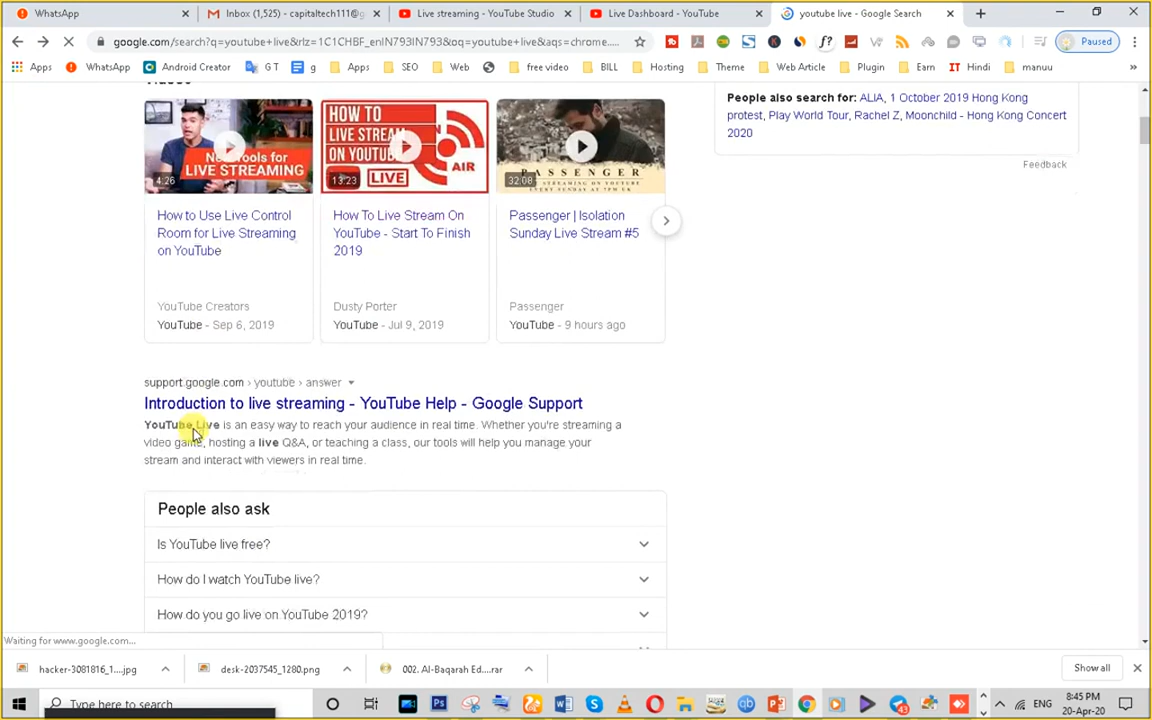 WhatsApp
Inbox (1,525) - capitaltech111@g
Live streaming - YouTube Studio
Live Dashboard - YouTube
youtube live - Google Search
google.com/search?q=youtube+live&rlz=1C1CHBF_enIN793IN793&oq=youtube+live&aqs=chrome....
Paused
Apps
WhatsApp
Android Creator
G T
g
Apps
SEO
Web
free video
BILL
Hosting
Theme
Web Article
Plugin
Earn
IT Hindi
manuu
Videos
New Tools for
LIVE STREAMING
4:26
HOW TO
LIVE STREAM
ON YOUTUBE
LIVE
AIR
13:23
PASSENGER
32:08
How to Use Live Control
Room for Live Streaming
on YouTube
YouTube Creators
YouTube - Sep 6, 2019
How To Live Stream On
YouTube - Start To Finish
2019
Dusty Porter
YouTube - Jul 9, 2019
Passenger | Isolation
Sunday Live Stream #5
Passenger
YouTube - 9 hours ago
People also search for: ALIA, 1 October 2019 Hong Kong
protest, Play World Tour, Rachel Z, Moonchild - Hong Kong Concert
2020
Feedback
support.google.com › youtube › answer
Introduction to live streaming - YouTube Help - Google Support
YouTube Live is an easy way to reach your audience in real time. Whether you're streaming a
video game, hosting a live Q&A, or teaching a class, our tools will help you manage your
stream and interact with viewers in real time.
People also ask
Is YouTube live free?
How do I watch YouTube live?
How do you go live on YouTube 2019?
Waiting for www.google.com...
hacker-3081816_1....jpg
desk-2037545_1280.png
002. Al-Baqarah Ed....rar
Show all
Type here to search
43
ENG
8:45 PM
20-Apr-20